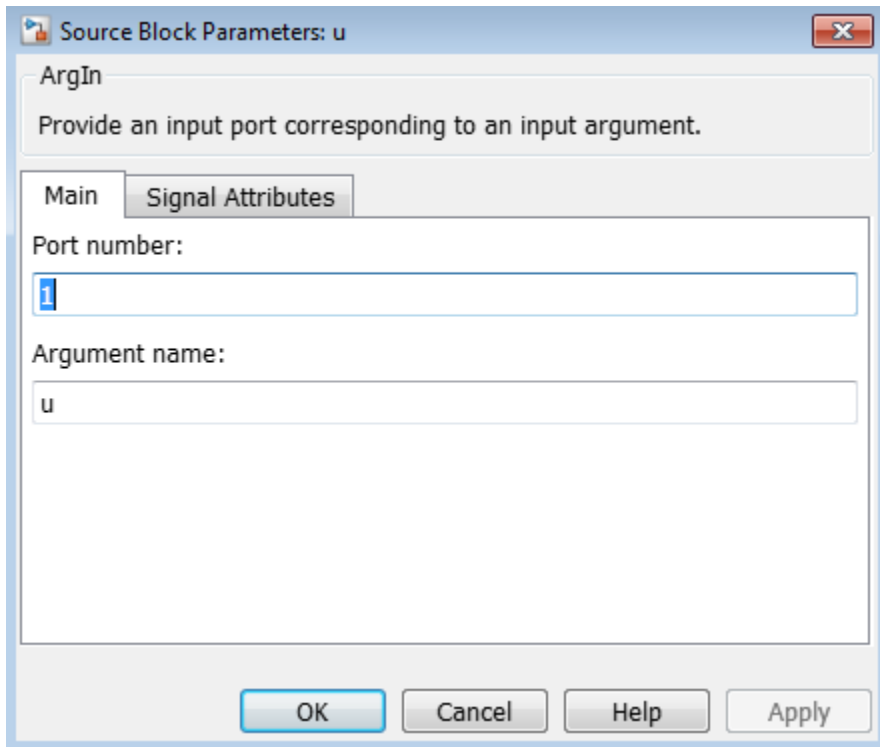 Source Block Parameters: u
ArgIn
Provide an input port corresponding to an input argument.
Main Signal Attributes
Port number:
1
Argument name:
u
OK Cancel Help Apply